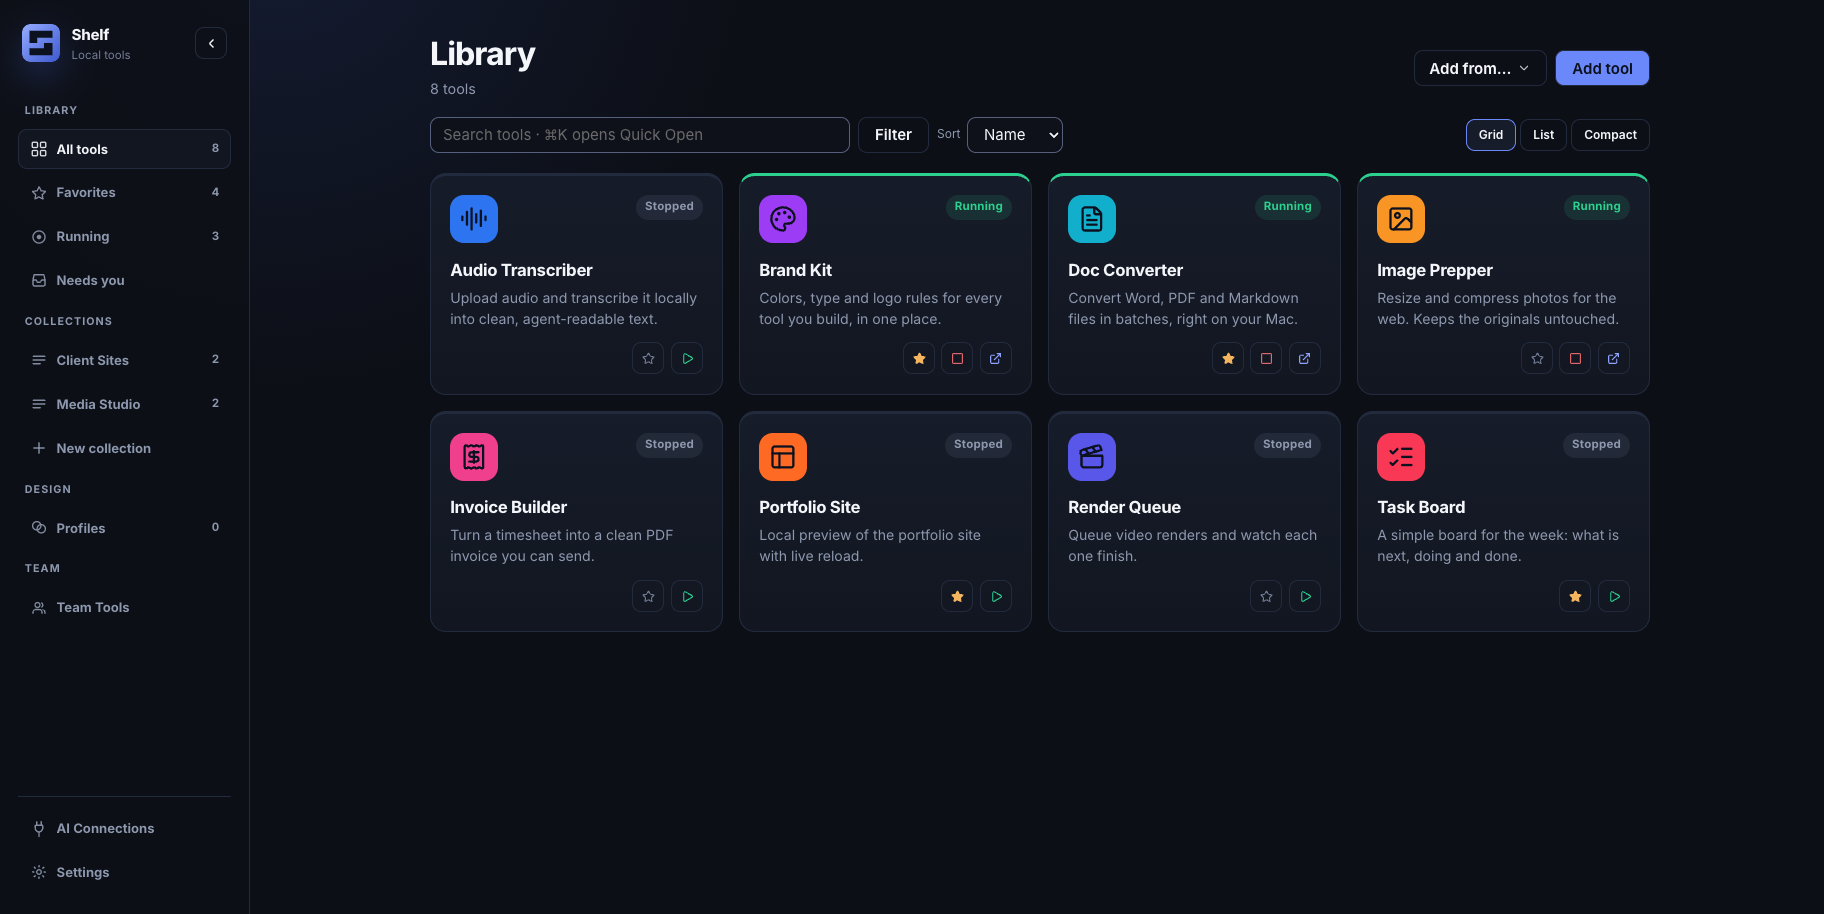 Shelf
Local tools
LIBRARY
All tools 8
Favorites 4
Running 3
Needs you
COLLECTIONS
Client Sites 2
Media Studio 2
New collection
DESIGN
Profiles 0
TEAM
Team Tools
AI Connections
Settings
Library
8 tools
Add from...
Add tool
Search tools · ⌘K opens Quick Open
Filter
Sort
Name
Grid
List
Compact
Stopped
Audio Transcriber
Upload audio and transcribe it locally
into clean, agent-readable text.
Running
Brand Kit
Colors, type and logo rules for every
tool you build, in one place.
Running
Doc Converter
Convert Word, PDF and Markdown
files in batches, right on your Mac.
Running
Image Prepper
Resize and compress photos for the
web. Keeps the originals untouched.
Stopped
Invoice Builder
Turn a timesheet into a clean PDF
invoice you can send.
Stopped
Portfolio Site
Local preview of the portfolio site
with live reload.
Stopped
Render Queue
Queue video renders and watch each
one finish.
Stopped
Task Board
A simple board for the week: what is
next, doing and done.